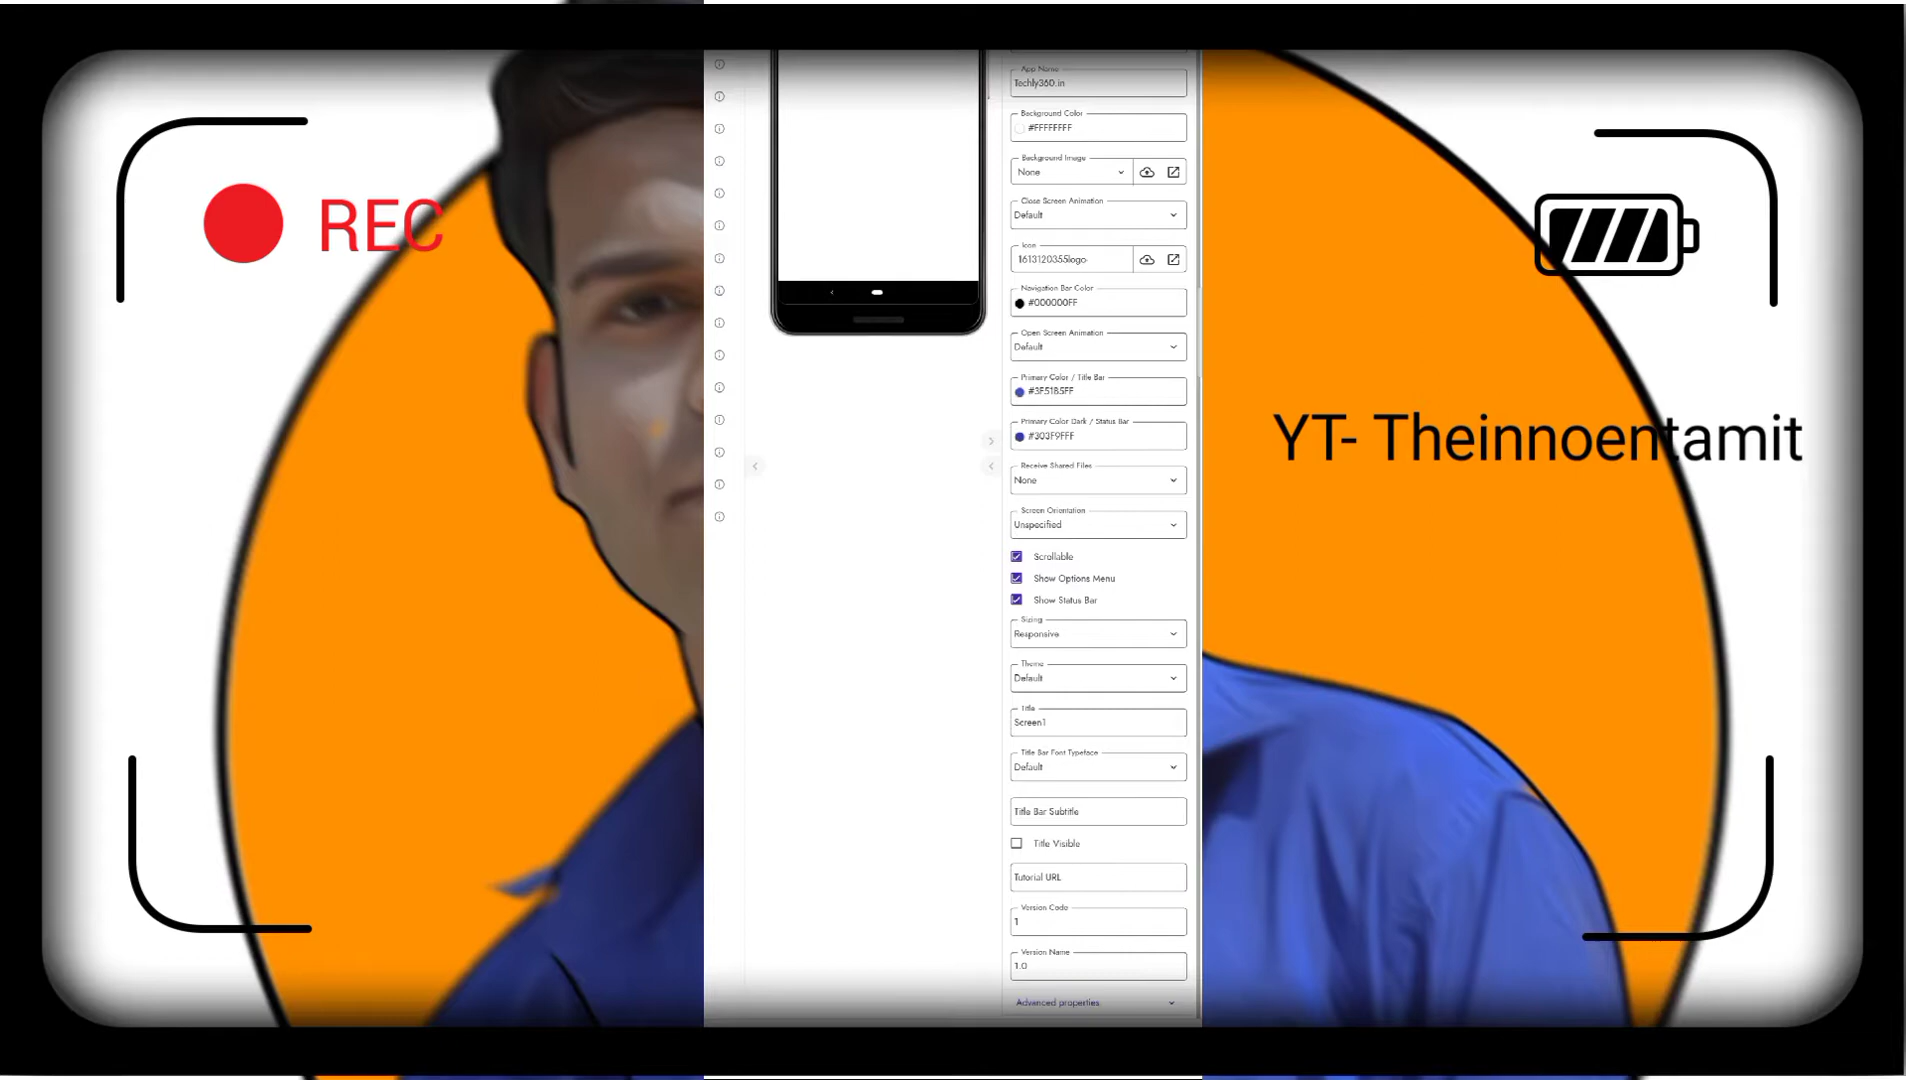 REC
YT- Theinnoentamit
App Name
Techly360.in
Background Color
#FFFFFFFF
Background Image
None
Close Screen Animation
Default
Icon
1613120355logo
Navigation Bar Color
#000000FF
Open Screen Animation
Default
Primary Color / Title Bar
#3F51B5FF
Primary Color Dark / Status Bar
#303F9FFF
Receive Shared Files
None
Screen Orientation
Unspecified
Scrollable
Show Options Menu
Show Status Bar
Sizing
Responsive
Theme
Default
Title
Screen1
Title Bar Font Typeface
Default
Title Bar Subtitle
Title Visible
Tutorial URL
Version Code
1
Version Name
1.0
Advanced properties